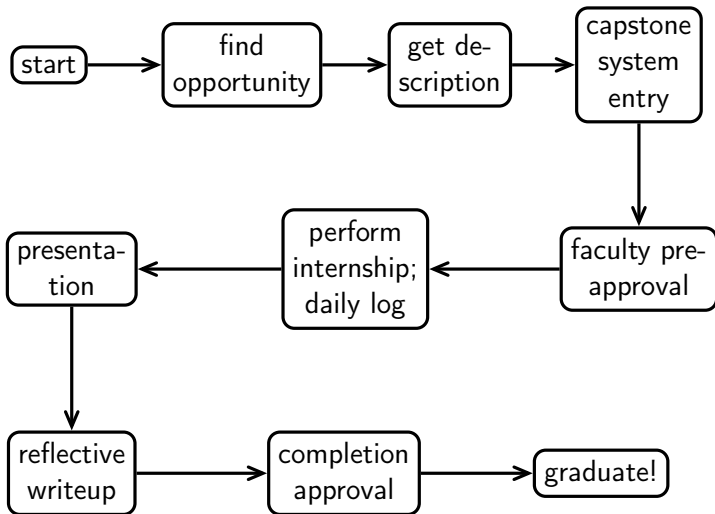 start
find
opportunity
get de-
scription
capstone
system
entry
faculty pre-
approval
perform
internship;
daily log
presenta-
tion
reflective
writeup
completion
approval
graduate!